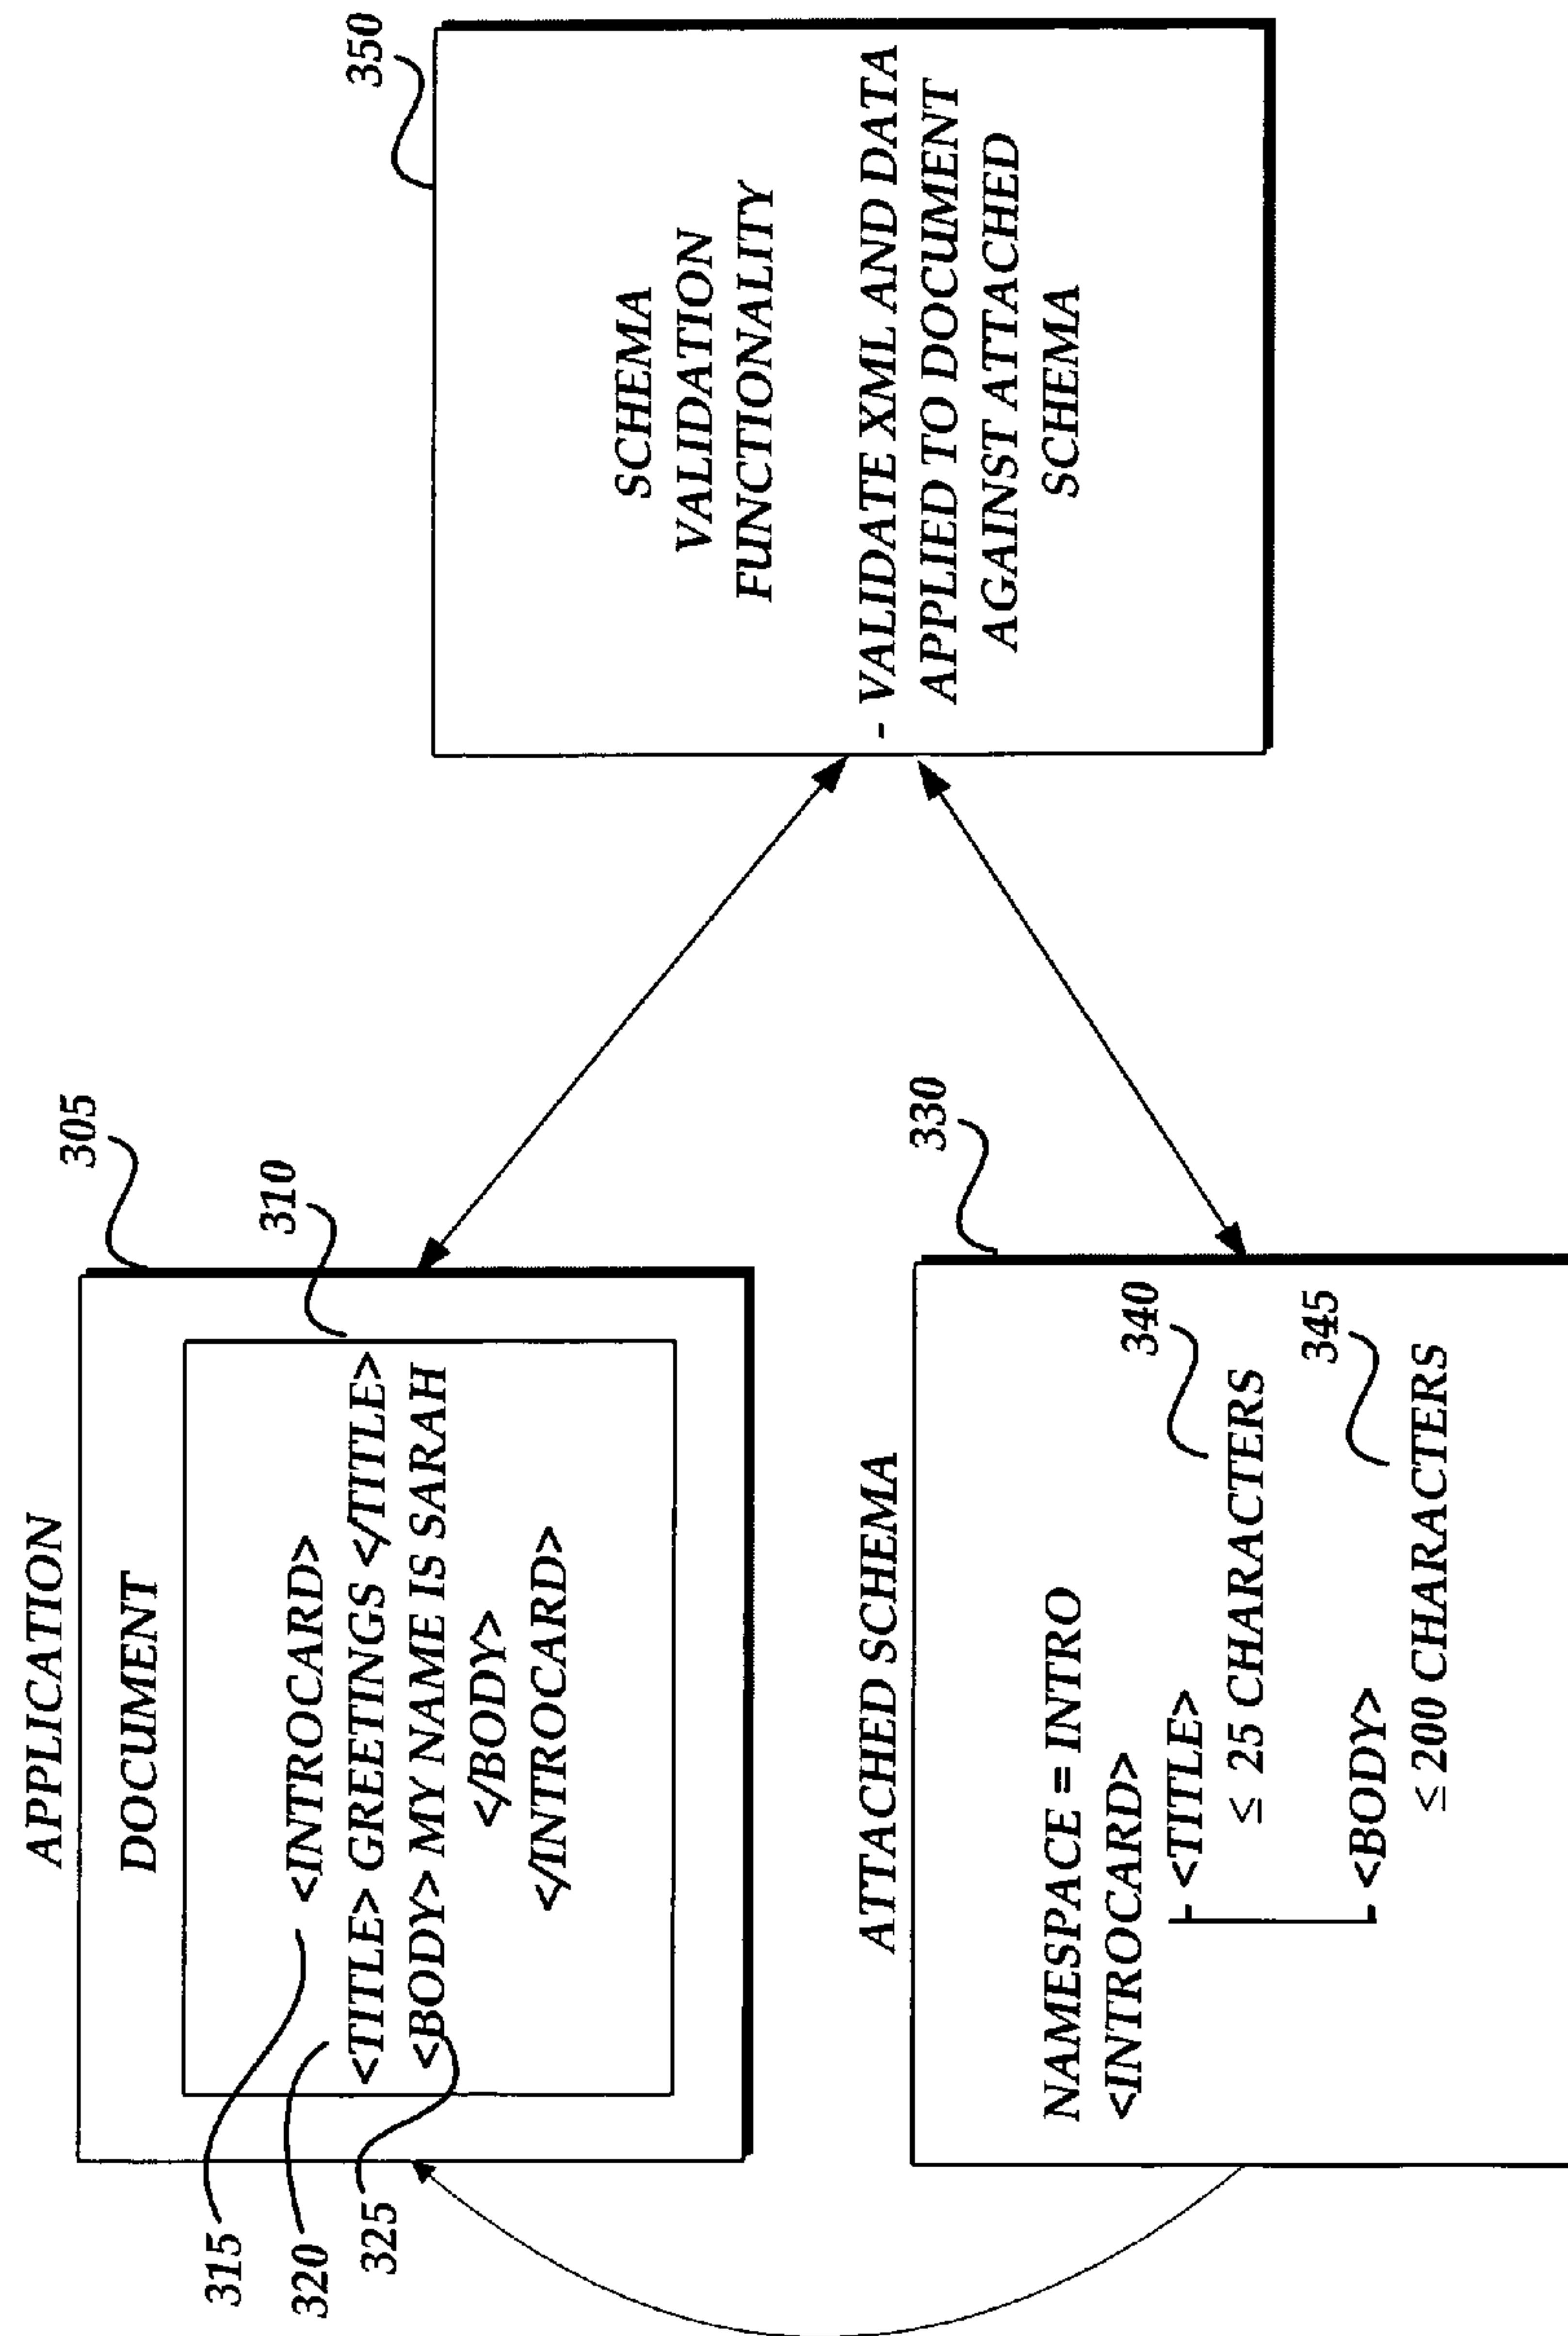 APPLICATION
305
DOCUMENT
310
315
<INTROCARD>
320
<TITLE> GREETINGS </TITLE>
325
<BODY> MY NAME IS SARAH
</BODY>
</INTROCARD>
ATTACHED SCHEMA
330
NAMESPACE = INTRO
<INTROCARD>
<TITLE>
340
≤ 25 CHARACTERS
<BODY>
345
≤ 200 CHARACTERS
350
SCHEMA
VALIDATION
FUNCTIONALITY
- VALIDATE XML AND DATA
APPLIED TO DOCUMENT
AGAINST ATTACHED
SCHEMA